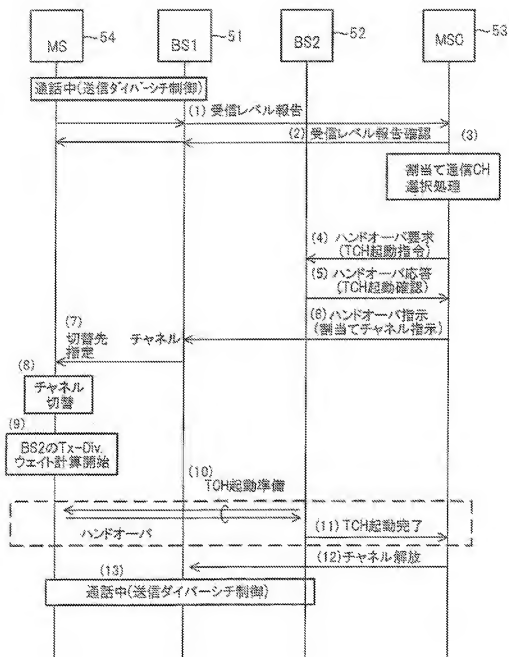 MS
54
BS1
51
BS2
52
MSC
53
通話中(送信ダイバーシチ制御)
(1) 受信レベル報告
(2) 受信レベル報告確認
(3)
割当て通信CH
選択処理
(4) ハンドオーバ要求
(TCH起動指令)
(5) ハンドオーバ応答
(TCH起動確認)
(6) ハンドオーバ指示
(割当てチャネル指示)
(7)
切替先 チャネル
指定
(8)
チャネル
切替
(9)
BS2のTx-Div.
ウェイト計算開始
(10)
TCH起動準備
ハンドオーバ
(11) TCH起動完了
(12)チャネル解放
(13)
通話中(送信ダイバーシチ制御)